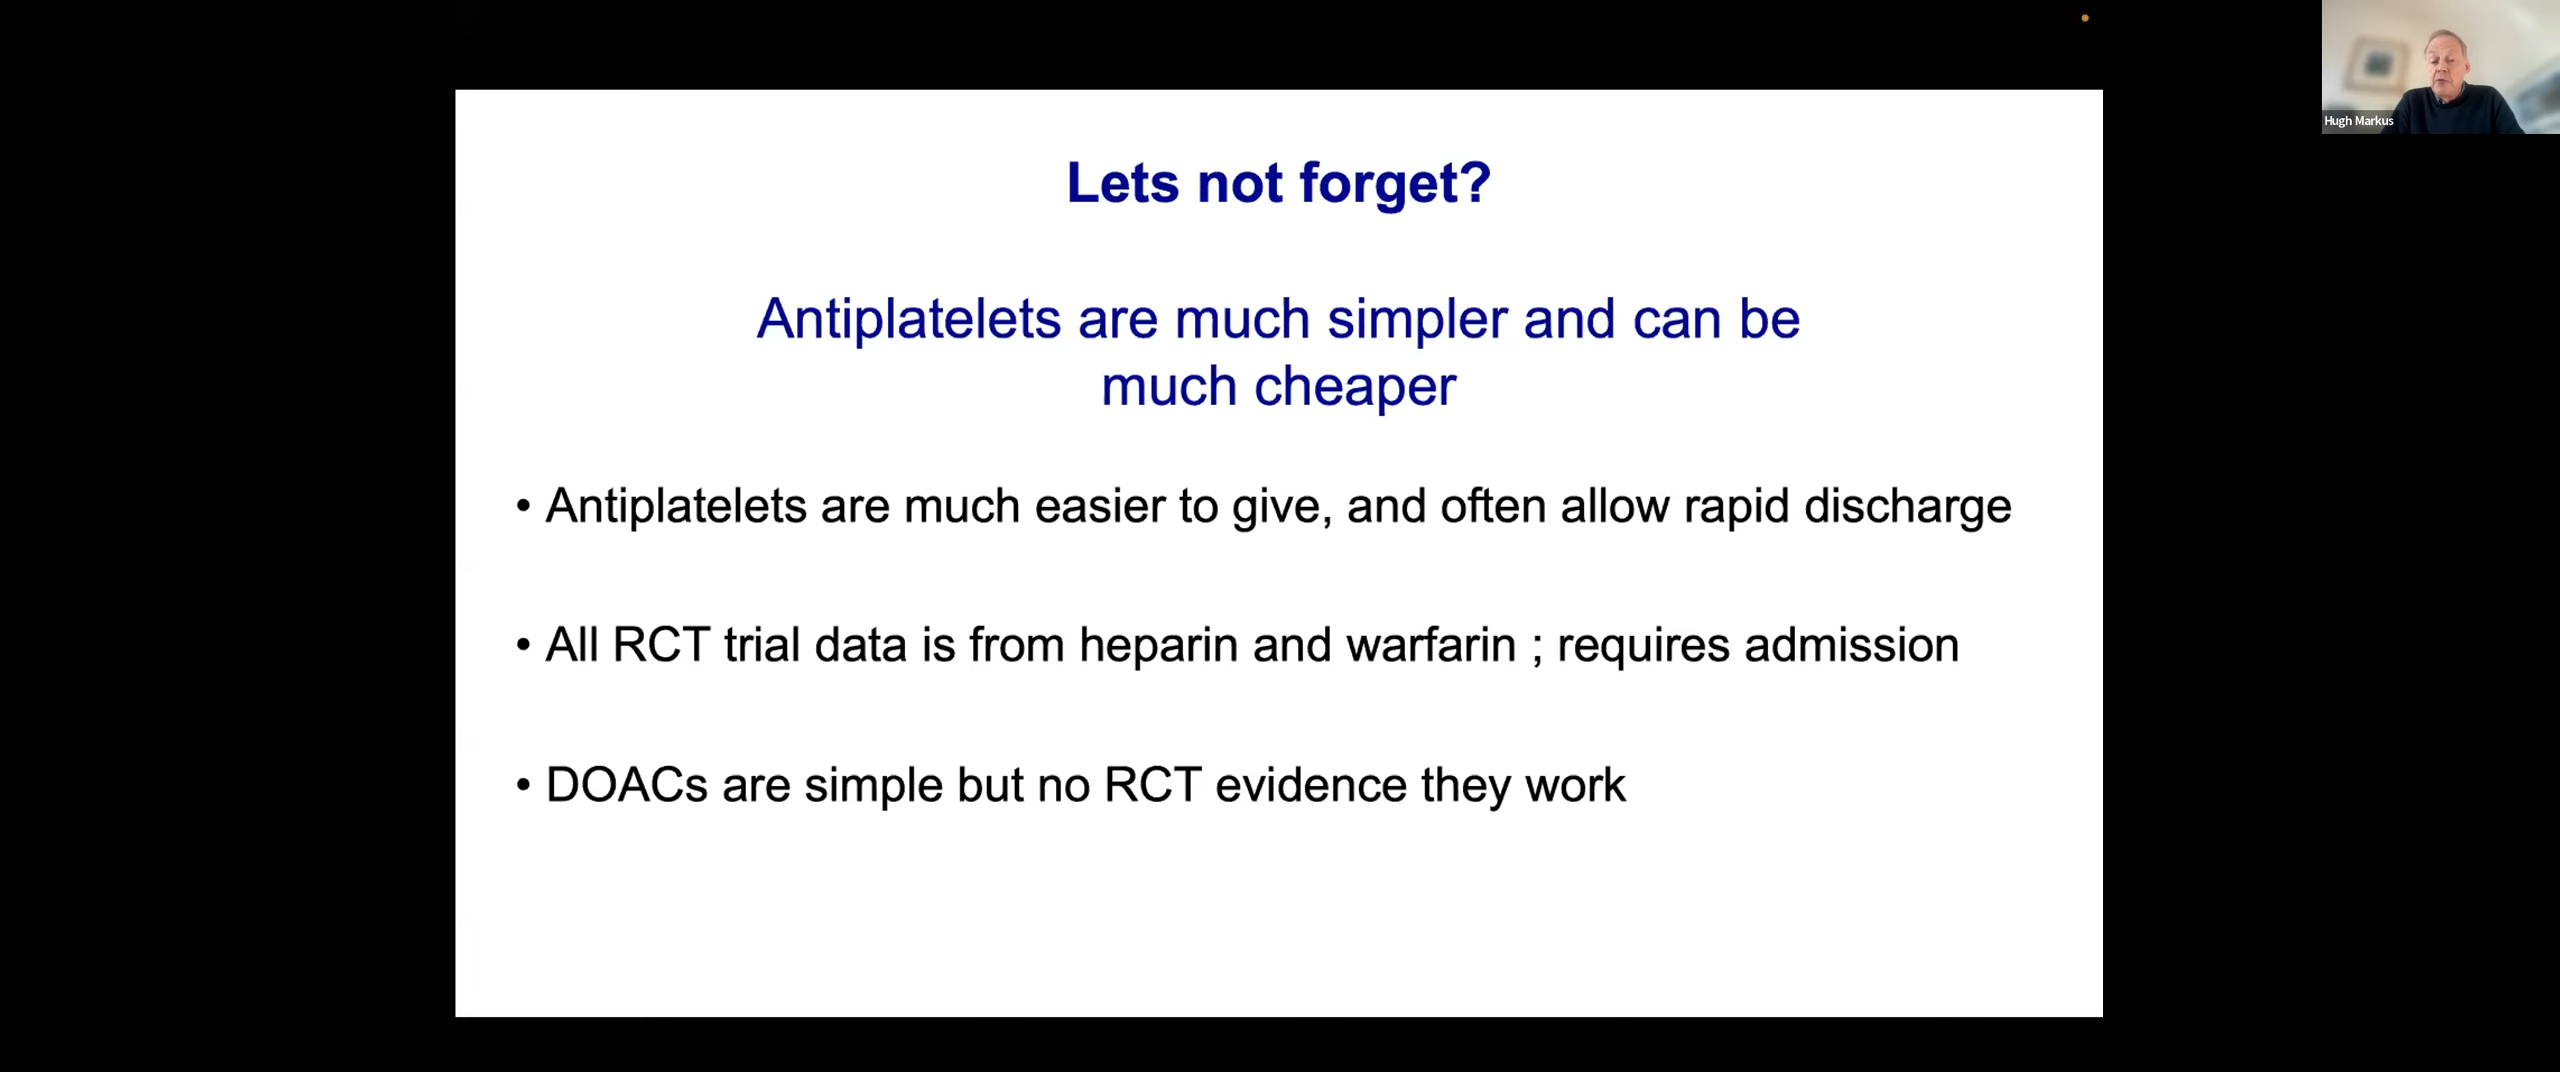 Hugh Markus
Lets not forget?
Antiplatelets are much simpler and can be
much cheaper
• Antiplatelets are much easier to give, and often allow rapid discharge
• All RCT trial data is from heparin and warfarin ; requires admission
• DOACs are simple but no RCT evidence they work